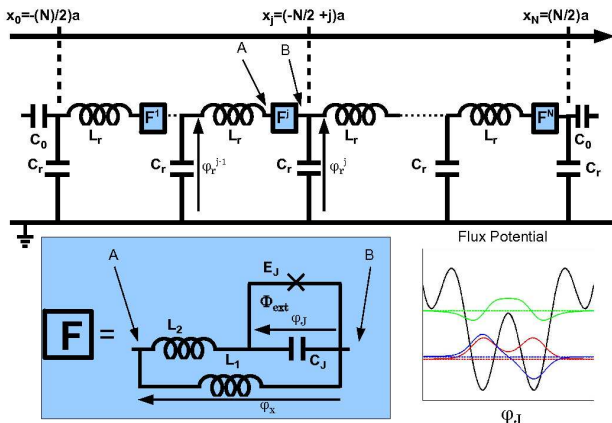 x₀=-(N)/2)a
xⱼ=(-N/2 +j)a
x_N=(N/2)a
A
B
C₀
L_r
F¹
L_r
F^j
L_r
L_r
F^N
C₀
C_r
C_r
φ_r^{j-1}
C_r
φ_r^j
C_r
C_r
A
B
E_J
Φ_ext
φ_J
L₂
C_J
F =
L₁
φ_x
Flux Potential
φ_J